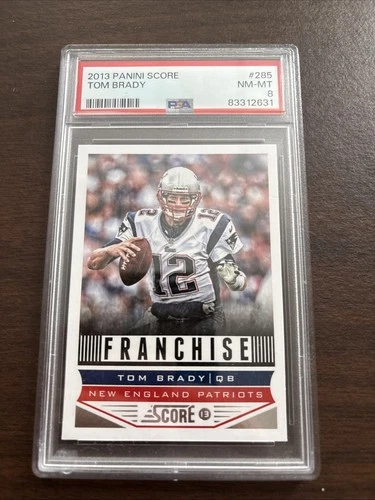 2013 PANINI SCORE #285
TOM BRADY NM-MT
8
PSA 83312631
12
12
FRANCHISE
TOM BRADY | QB
NEW ENGLAND PATRIOTS
SCORE 13